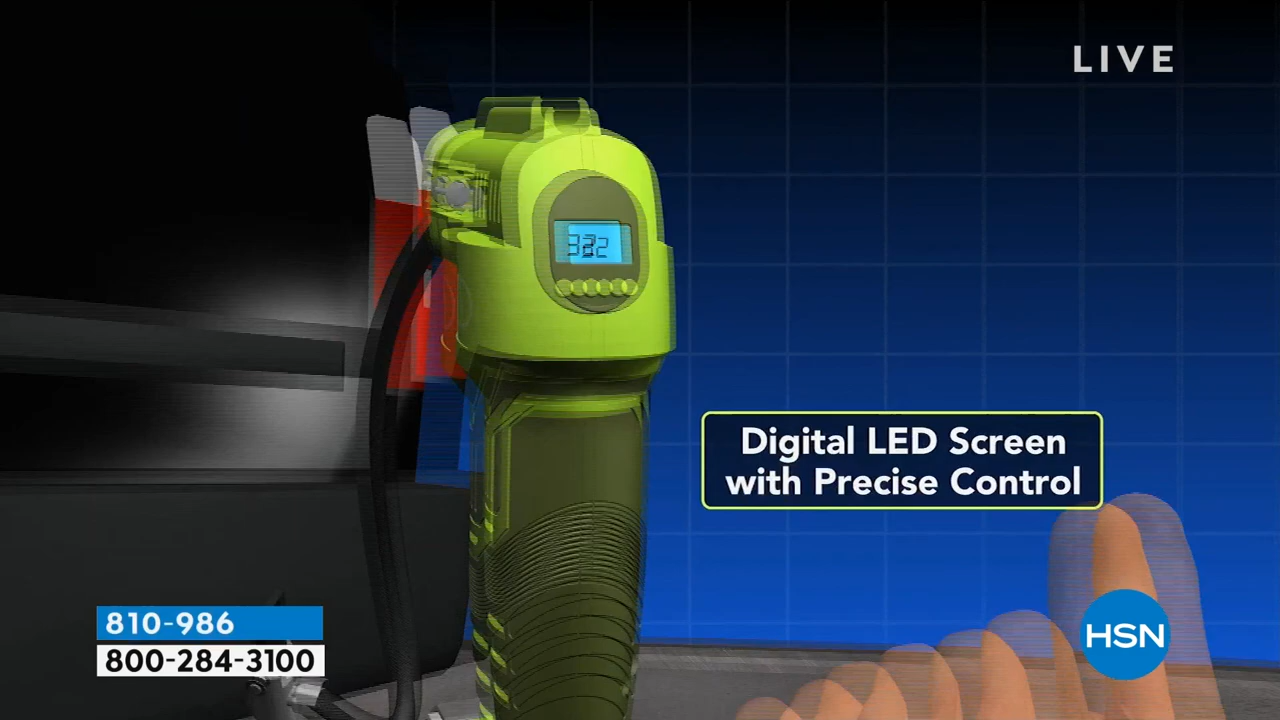 LIVE
Digital LED Screen
with Precise Control
810-986
800-284-3100
HSN